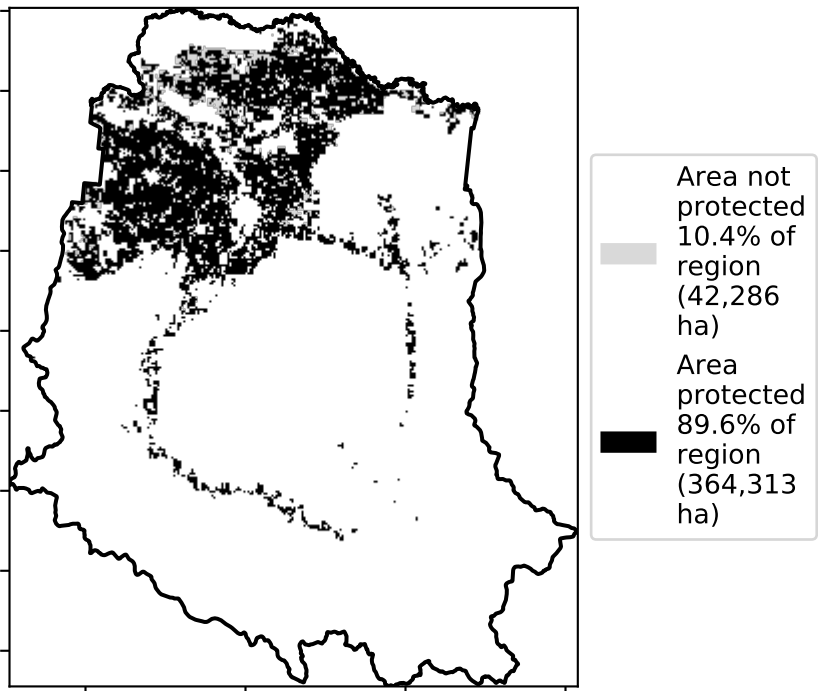 Area not
protected
10.4% of
region
(42,286
ha)
Area
protected
89.6% of
region
(364,313
ha)